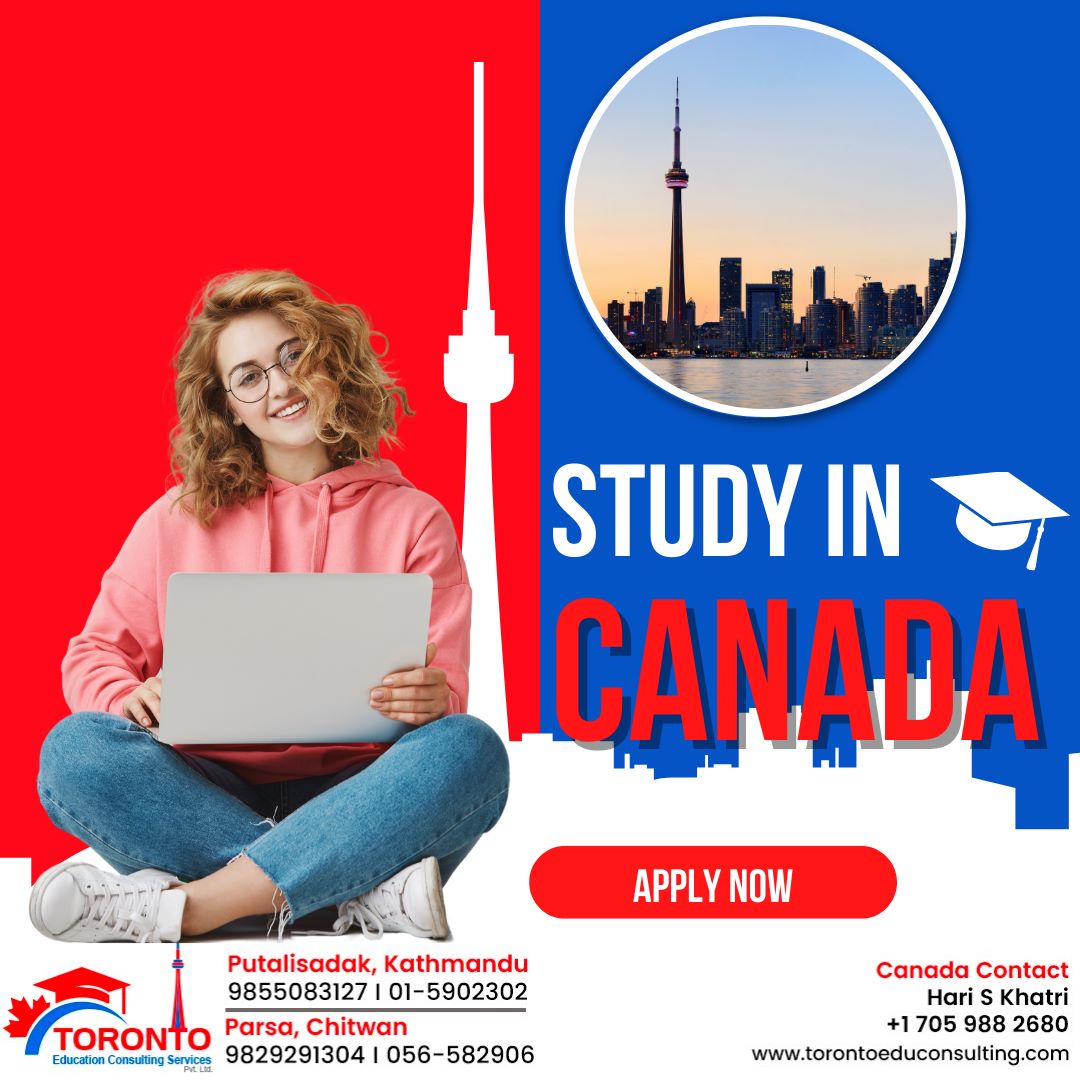 STUDY IN
CANADA
APPLY NOW
TORONTO
Education Consulting Services
Pvt. Ltd.
Putalisadak, Kathmandu
9855083127 I 01-5902302
Parsa, Chitwan
9829291304 I 056-582906
Canada Contact
Hari S Khatri
+1 705 988 2680
www.torontoeduconsulting.com